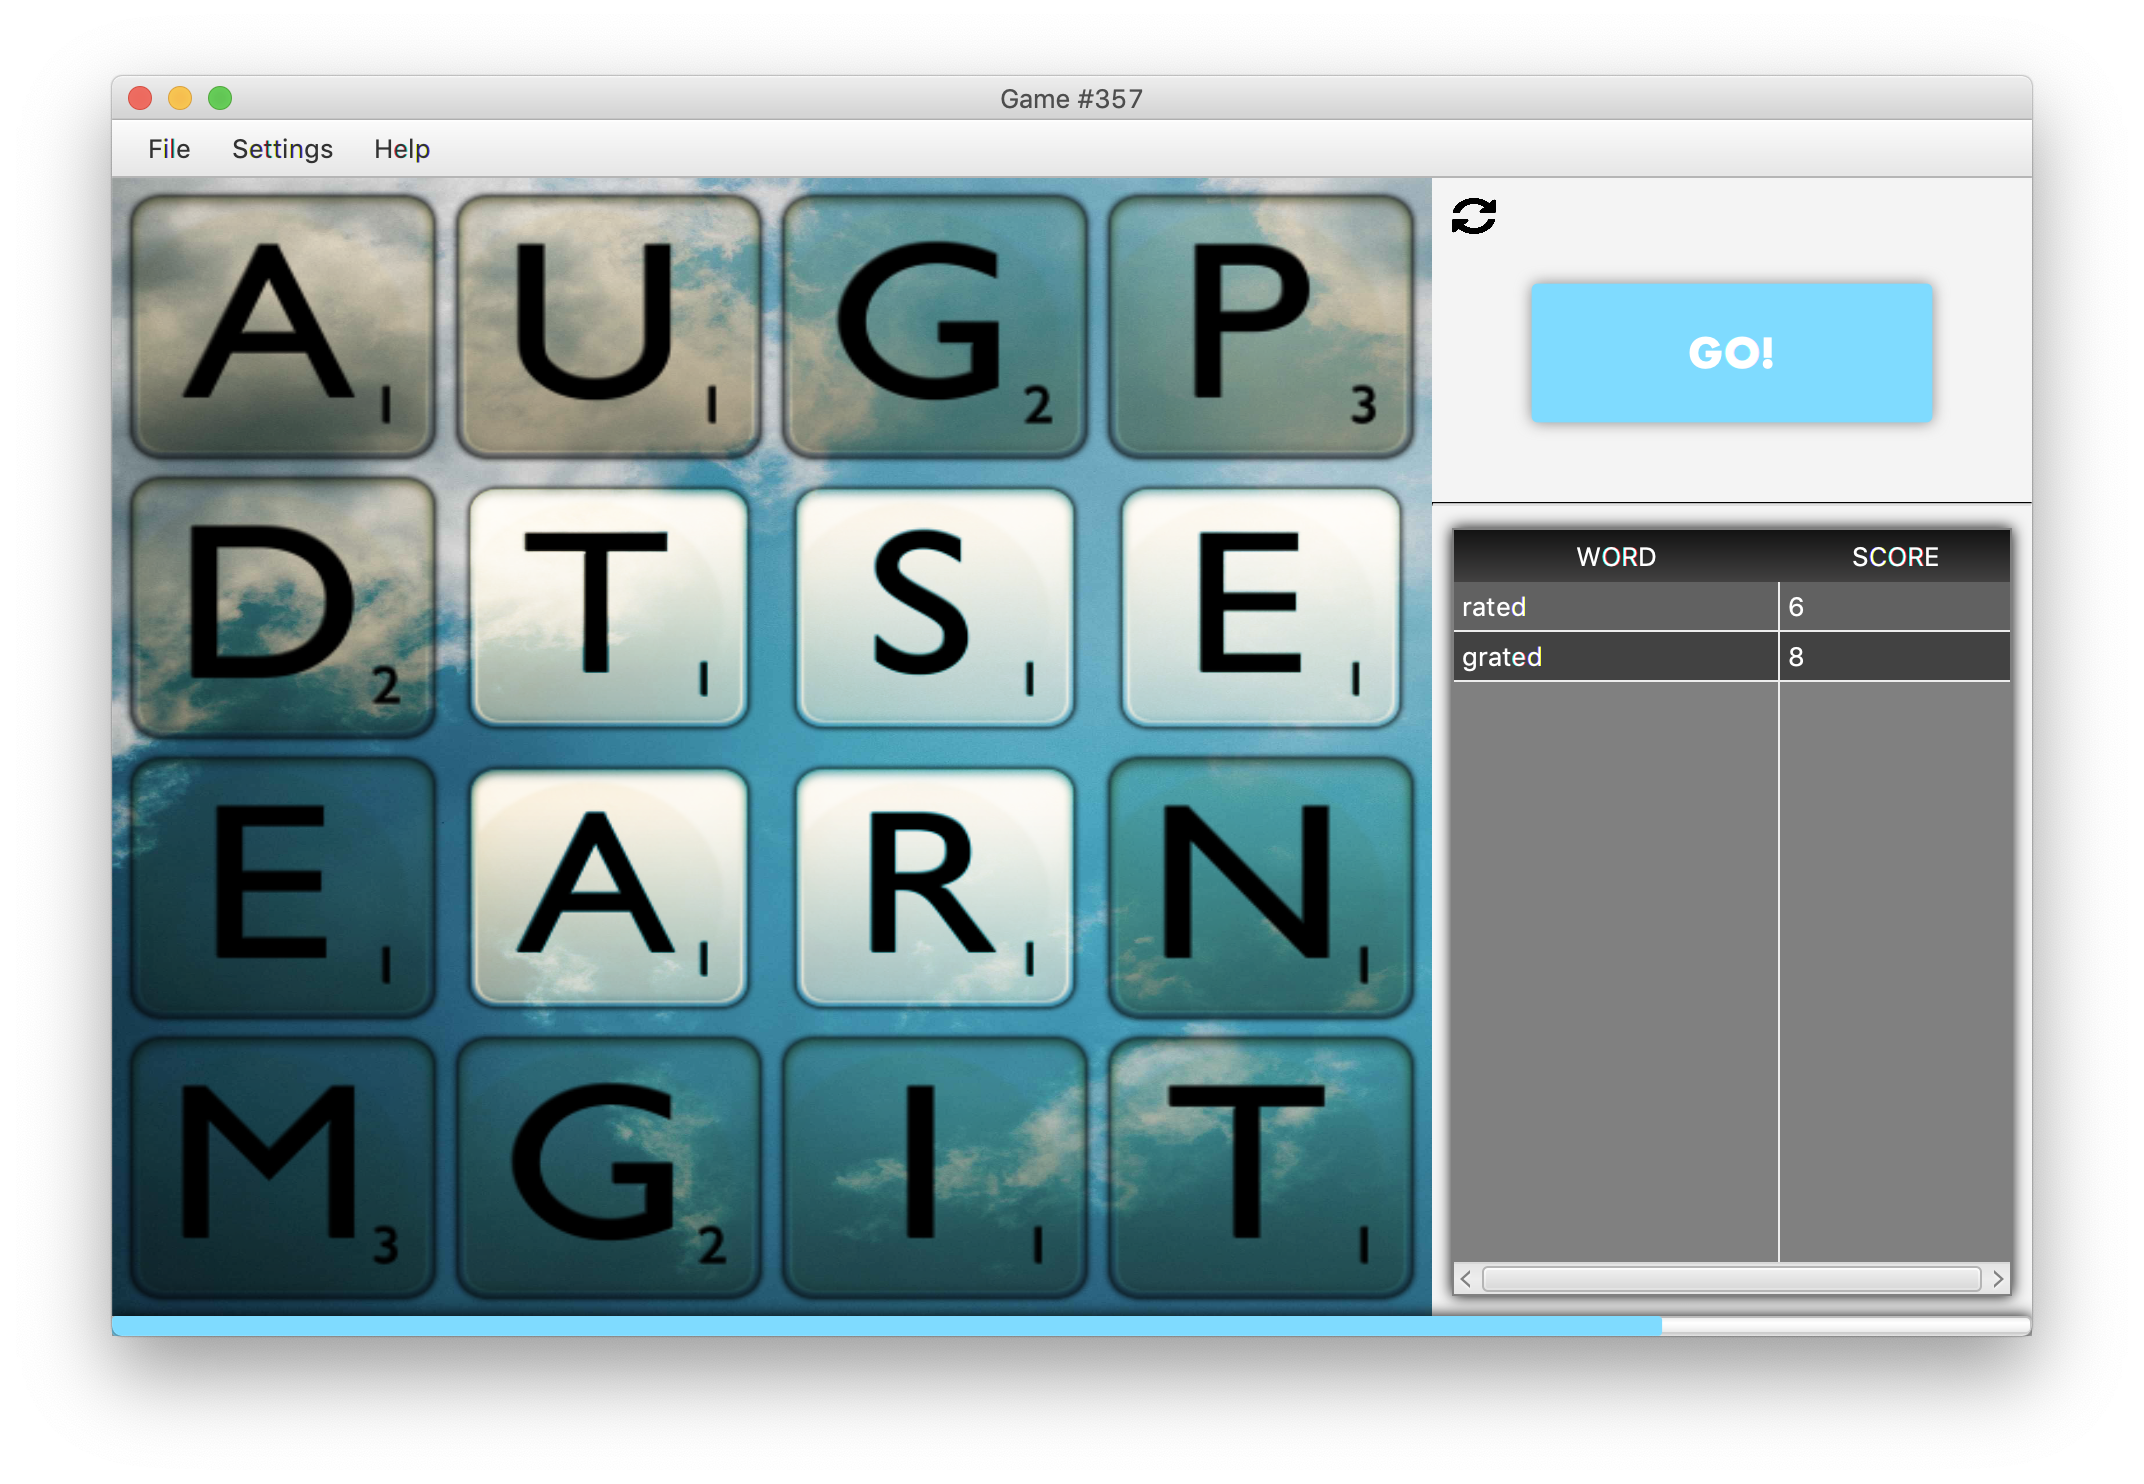 Game #357
File Settings Help
A 1 U 1 G 2 P 3
D 2 T 1 S 1 E 1
E 1 A 1 R 1 N 1
M 3 G 2 I 1 T 1
GO!
WORD SCORE
rated 6
grated 8